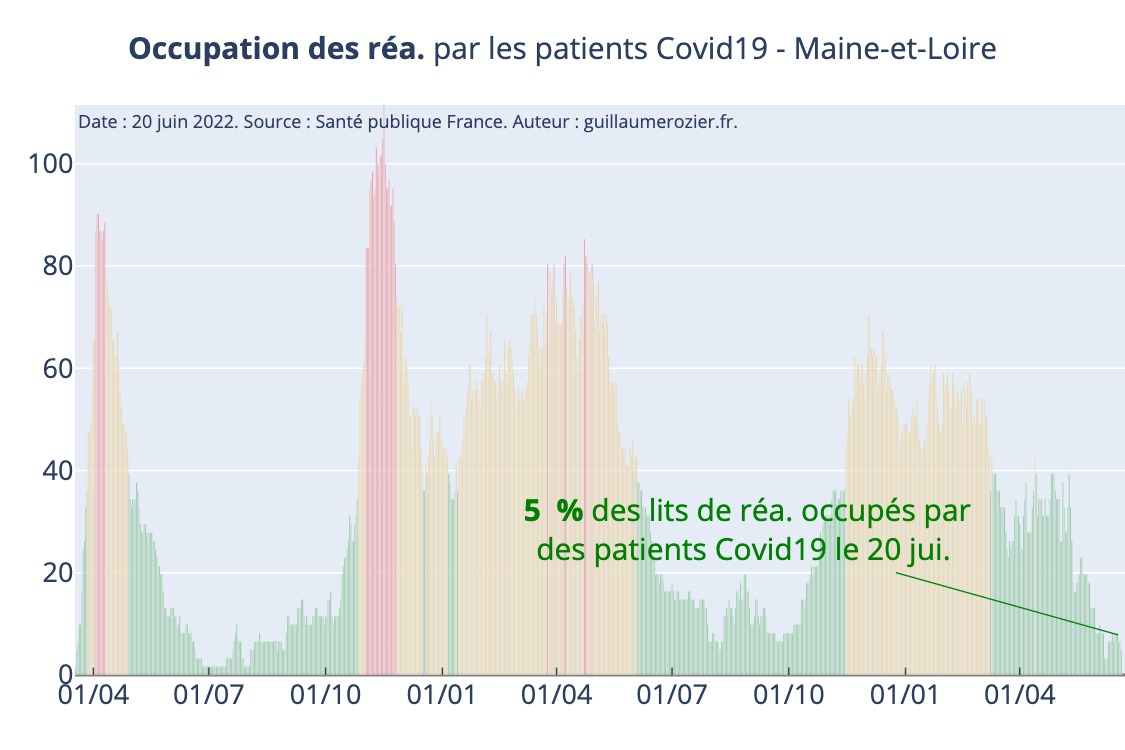 Occupation des réa. par les patients Covid19 - Maine-et-Loire
Date : 20 juin 2022. Source : Santé publique France. Auteur : guillaumerozier.fr.
100
80
60
40
20
0
5 % des lits de réa. occupés par
des patients Covid19 le 20 jui.
01/04 01/07 01/10 01/01 01/04 01/07 01/10 01/01 01/04